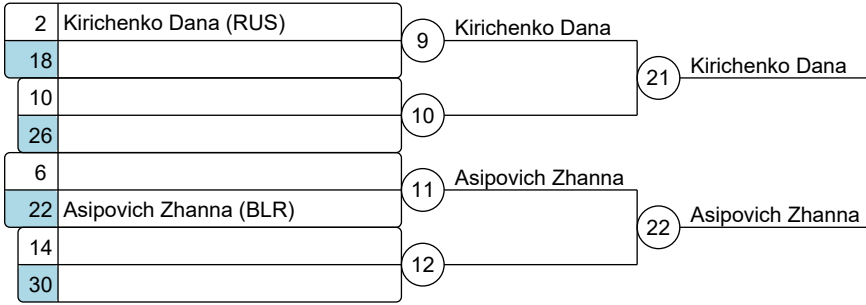 2 Kirichenko Dana (RUS)
9 Kirichenko Dana
18
21 Kirichenko Dana
10
10
26
6
11 Asipovich Zhanna
22 Asipovich Zhanna (BLR)
22 Asipovich Zhanna
14
12
30